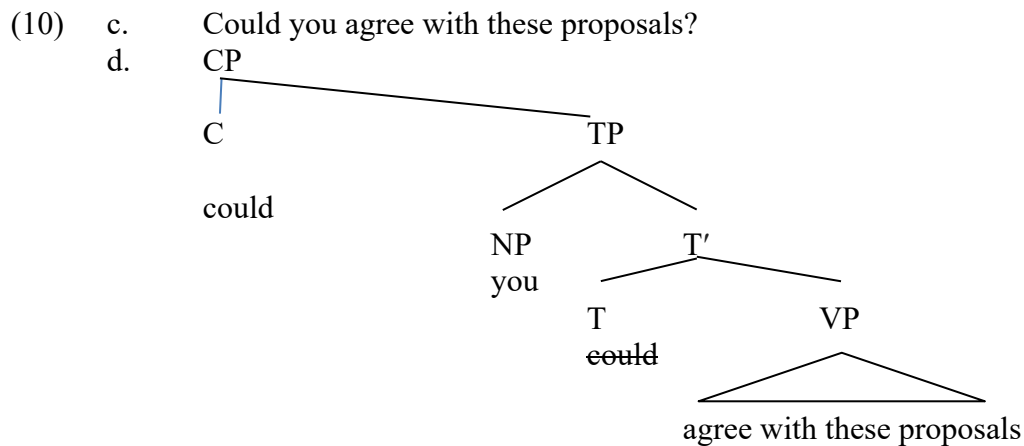 (10) c. Could you agree with these proposals?
d. CP
C TP
could
NP T′
you
T VP
could
agree with these proposals